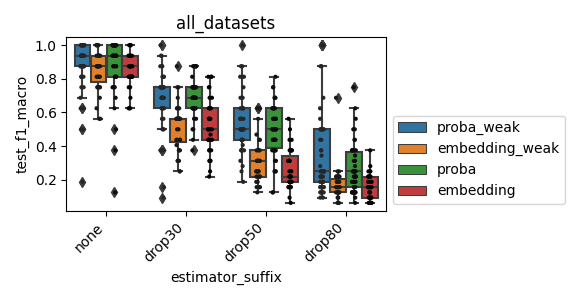 all_datasets
test_f1_macro
1.0
0.8
0.6
0.4
0.2
none
drop30
drop50
drop80
estimator_suffix
proba_weak
embedding_weak
proba
embedding